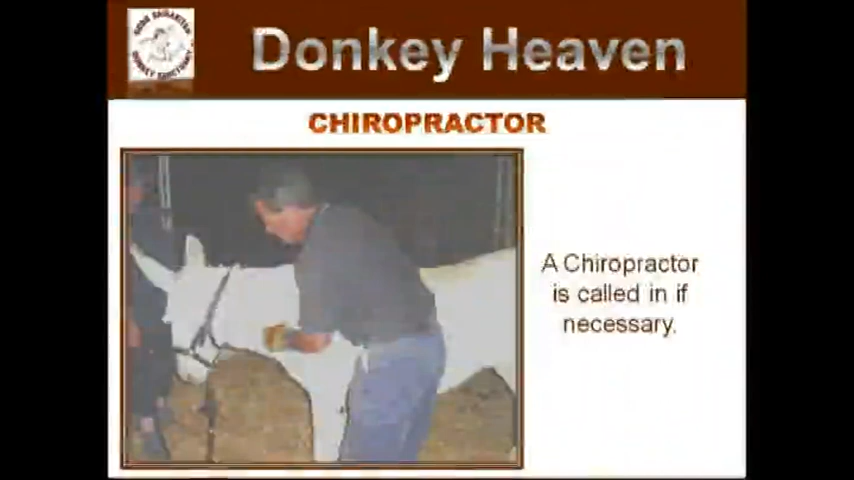 Donkey Heaven
CHIROPRACTOR
A Chiropractor
is called in if
necessary.